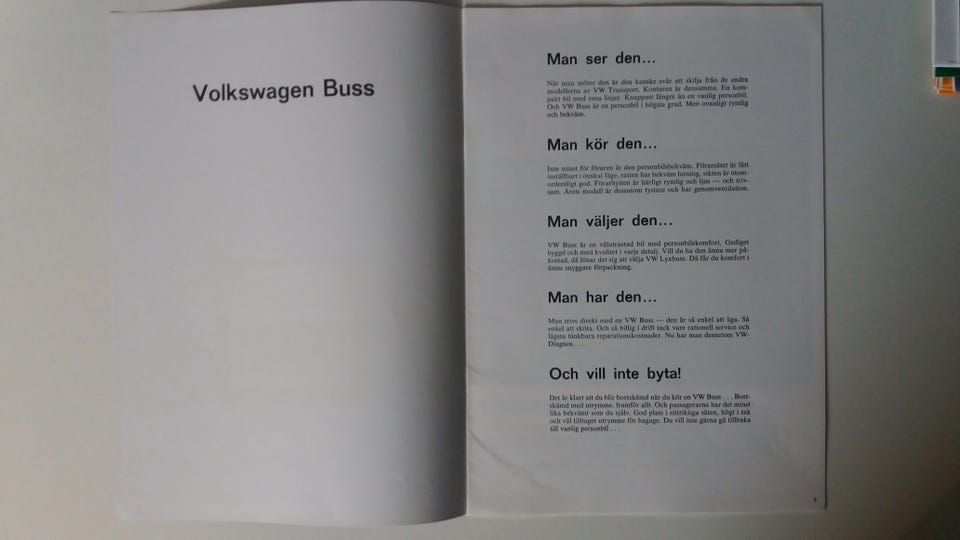 Volkswagen Buss
Man ser den...
När man möter den är den kanske svår att skilja från de andra
modellerna av VW Transport. Konturen är densamma. En kom-
pakt bil med rena linjer. Knappast längre än en vanlig personbil.
Och VW Buss är en personbil i högsta grad. Men ovanligt rymlig
och bekväm.
Man kör den...
Inte minst för föraren är den personbilsbekväm. Förarsätet är lätt
inställbart i önskat läge, ratten har bekväm lutning, sikten är utom-
ordentligt god. Förarhytten är härligt rymlig och ljus — och triv-
sam. Årets modell är dessutom tystare och har genomventilation.
Man väljer den...
VW Buss är en välutrustad bil med personbilskomfort. Gediget
byggd och med kvalitet i varje detalj. Vill du ha den ännu mer på-
kostad, då lönar det sig att välja VW Lyxbuss. Då får du komfort i
ännu snyggare förpackning.
Man har den...
Man trivs direkt med en VW Buss — den är så enkel att äga. Så
enkel att sköta. Och så billig i drift tack vare rationell service och
lägsta tänkbara reparationskostnader. Nu har man dessutom VW-
Diagnos . . .
Och vill inte byta!
Det är klart att du blir bortskämd när du kör en VW Buss . . . Bort-
skämd med utrymme, framför allt. Och passagerarna har det minst
lika bekvämt som du själv. God plats i sittriktiga säten, högt i tak
och väl tilltaget utrymme för bagage. Du vill inte gärna gå tillbaka
till vanlig personbil . . .